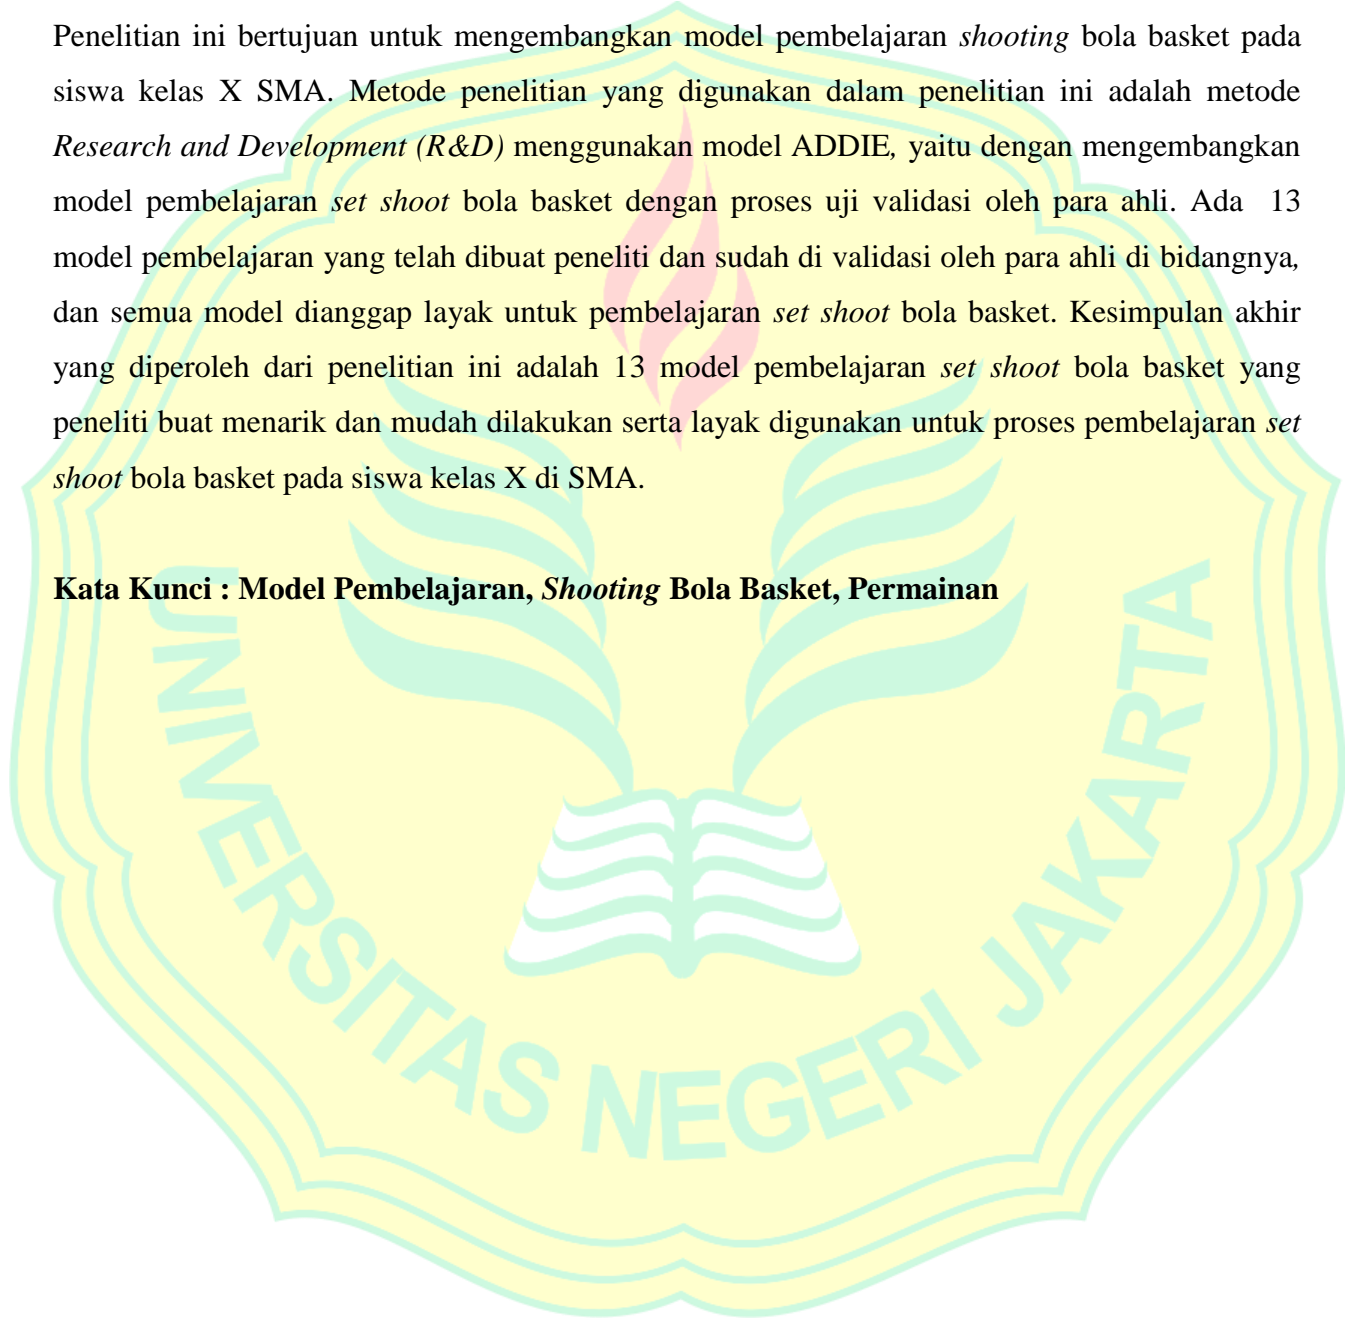 Penelitian ini bertujuan untuk mengembangkan model pembelajaran shooting bola basket pada
siswa kelas X SMA. Metode penelitian yang digunakan dalam penelitian ini adalah metode
Research and Development (R&D) menggunakan model ADDIE, yaitu dengan mengembangkan
model pembelajaran set shoot bola basket dengan proses uji validasi oleh para ahli. Ada 13
model pembelajaran yang telah dibuat peneliti dan sudah di validasi oleh para ahli di bidangnya,
dan semua model dianggap layak untuk pembelajaran set shoot bola basket. Kesimpulan akhir
yang diperoleh dari penelitian ini adalah 13 model pembelajaran set shoot bola basket yang
peneliti buat menarik dan mudah dilakukan serta layak digunakan untuk proses pembelajaran set
shoot bola basket pada siswa kelas X di SMA.
Kata Kunci : Model Pembelajaran, Shooting Bola Basket, Permainan
UNIVERSITAS NEGERI JAKARTA